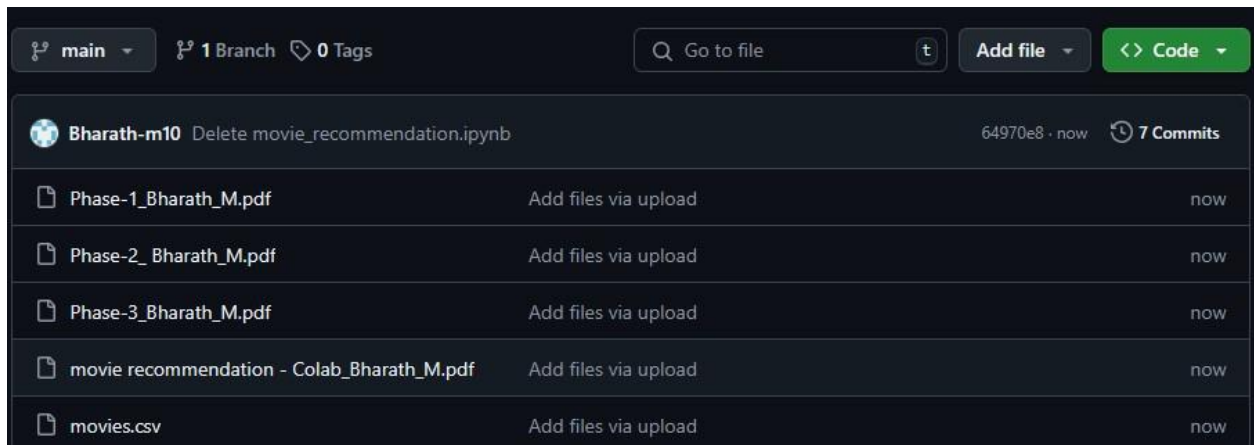 main 1 Branch 0 Tags Go to file t Add file <> Code
Bharath-m10 Delete movie_recommendation.ipynb 64970e8 · now 7 Commits
Phase-1_Bharath_M.pdf Add files via upload now
Phase-2_ Bharath_M.pdf Add files via upload now
Phase-3_Bharath_M.pdf Add files via upload now
movie recommendation - Colab_Bharath_M.pdf Add files via upload now
movies.csv Add files via upload now